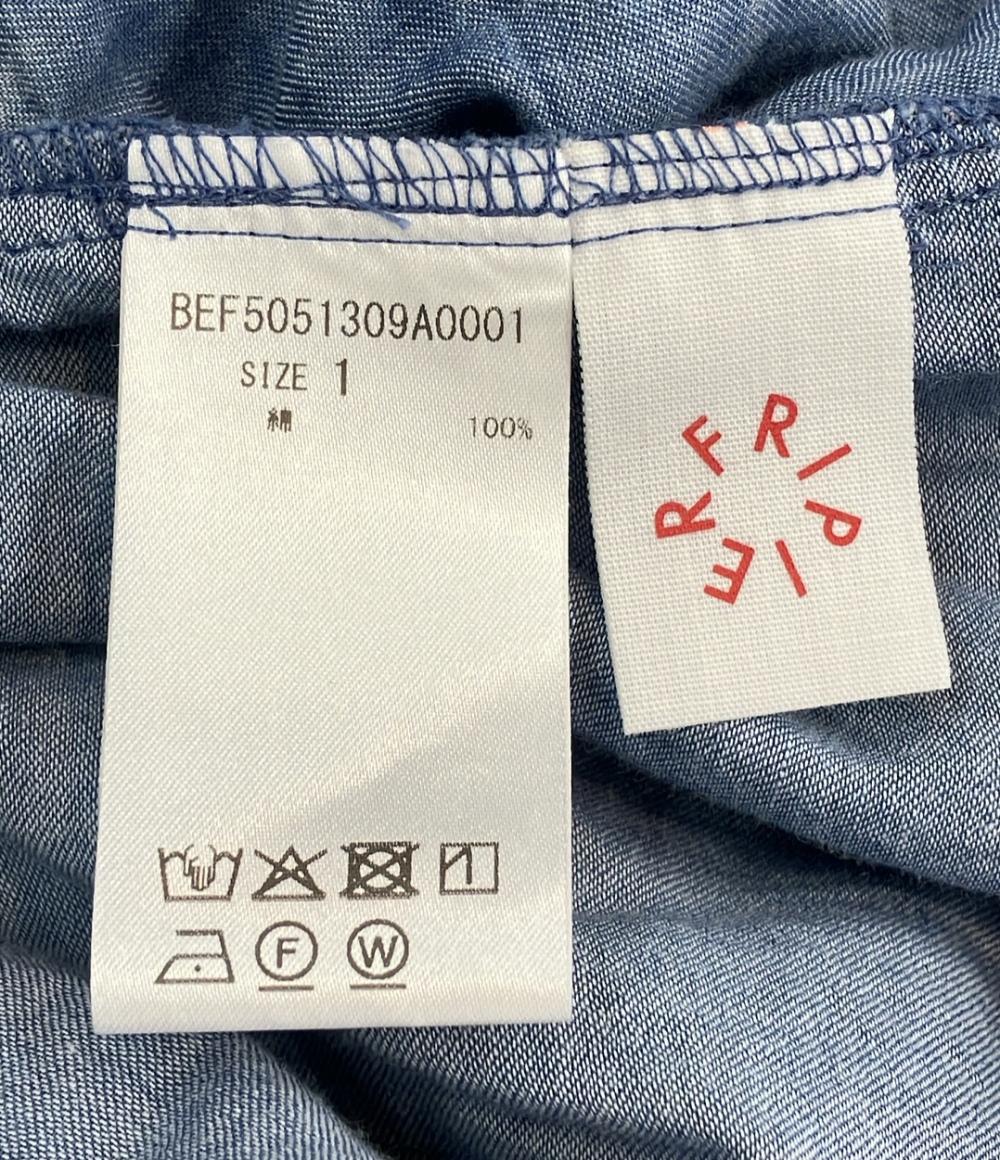 BEF5051309A0001
SIZE 1
綿 100%
F W
FRIPIER